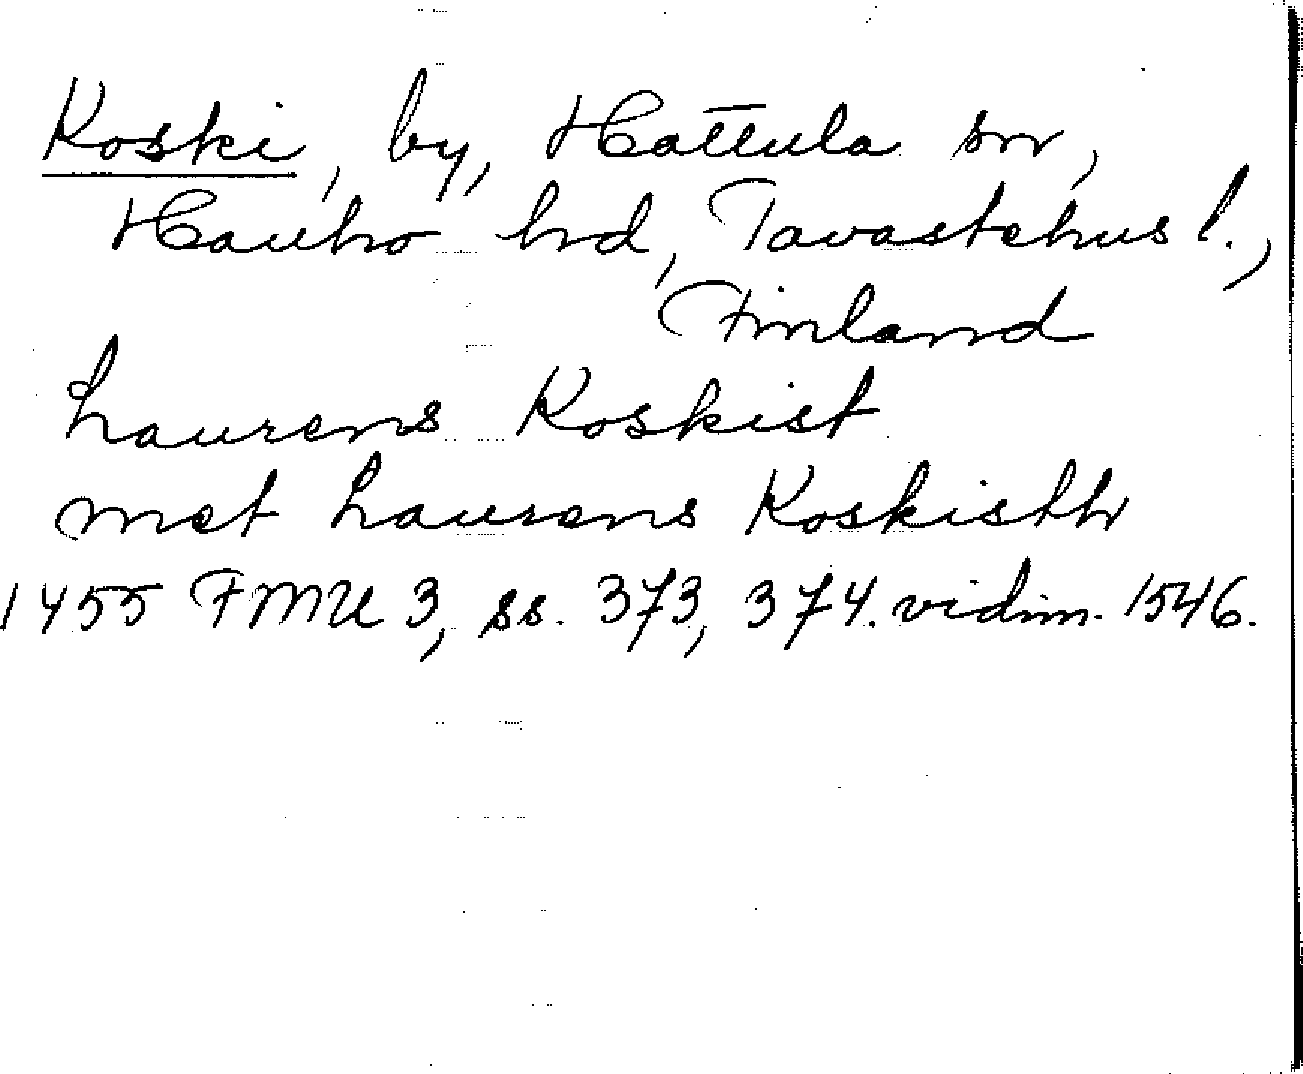 Koski, by, Hattula sn,
Hauho hd, Tavastehus l.,
Finland
Laurens Koskist
met Laurens Koskisth
1455 FMU 3, ss. 373, 374. vidim. 1546.